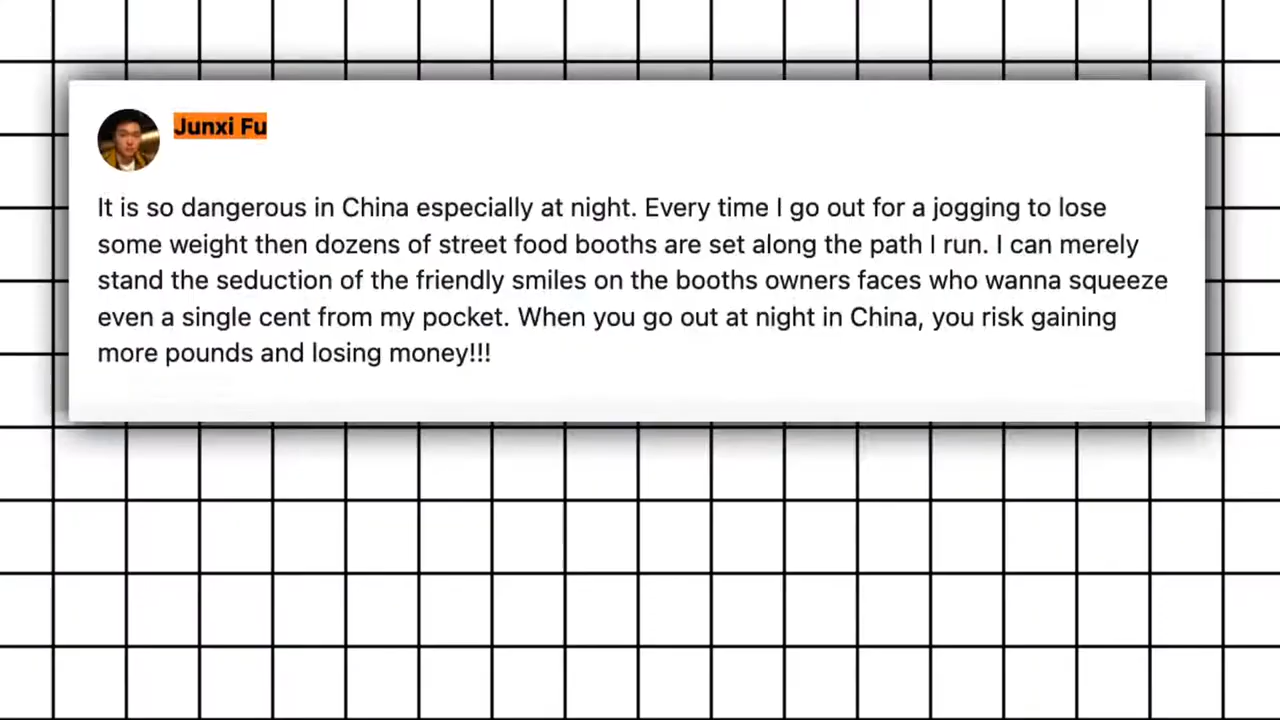 Junxi Fu
It is so dangerous in China especially at night. Every time I go out for a jogging to lose
some weight then dozens of street food booths are set along the path I run. I can merely
stand the seduction of the friendly smiles on the booths owners faces who wanna squeeze
even a single cent from my pocket. When you go out at night in China, you risk gaining
more pounds and losing money!!!